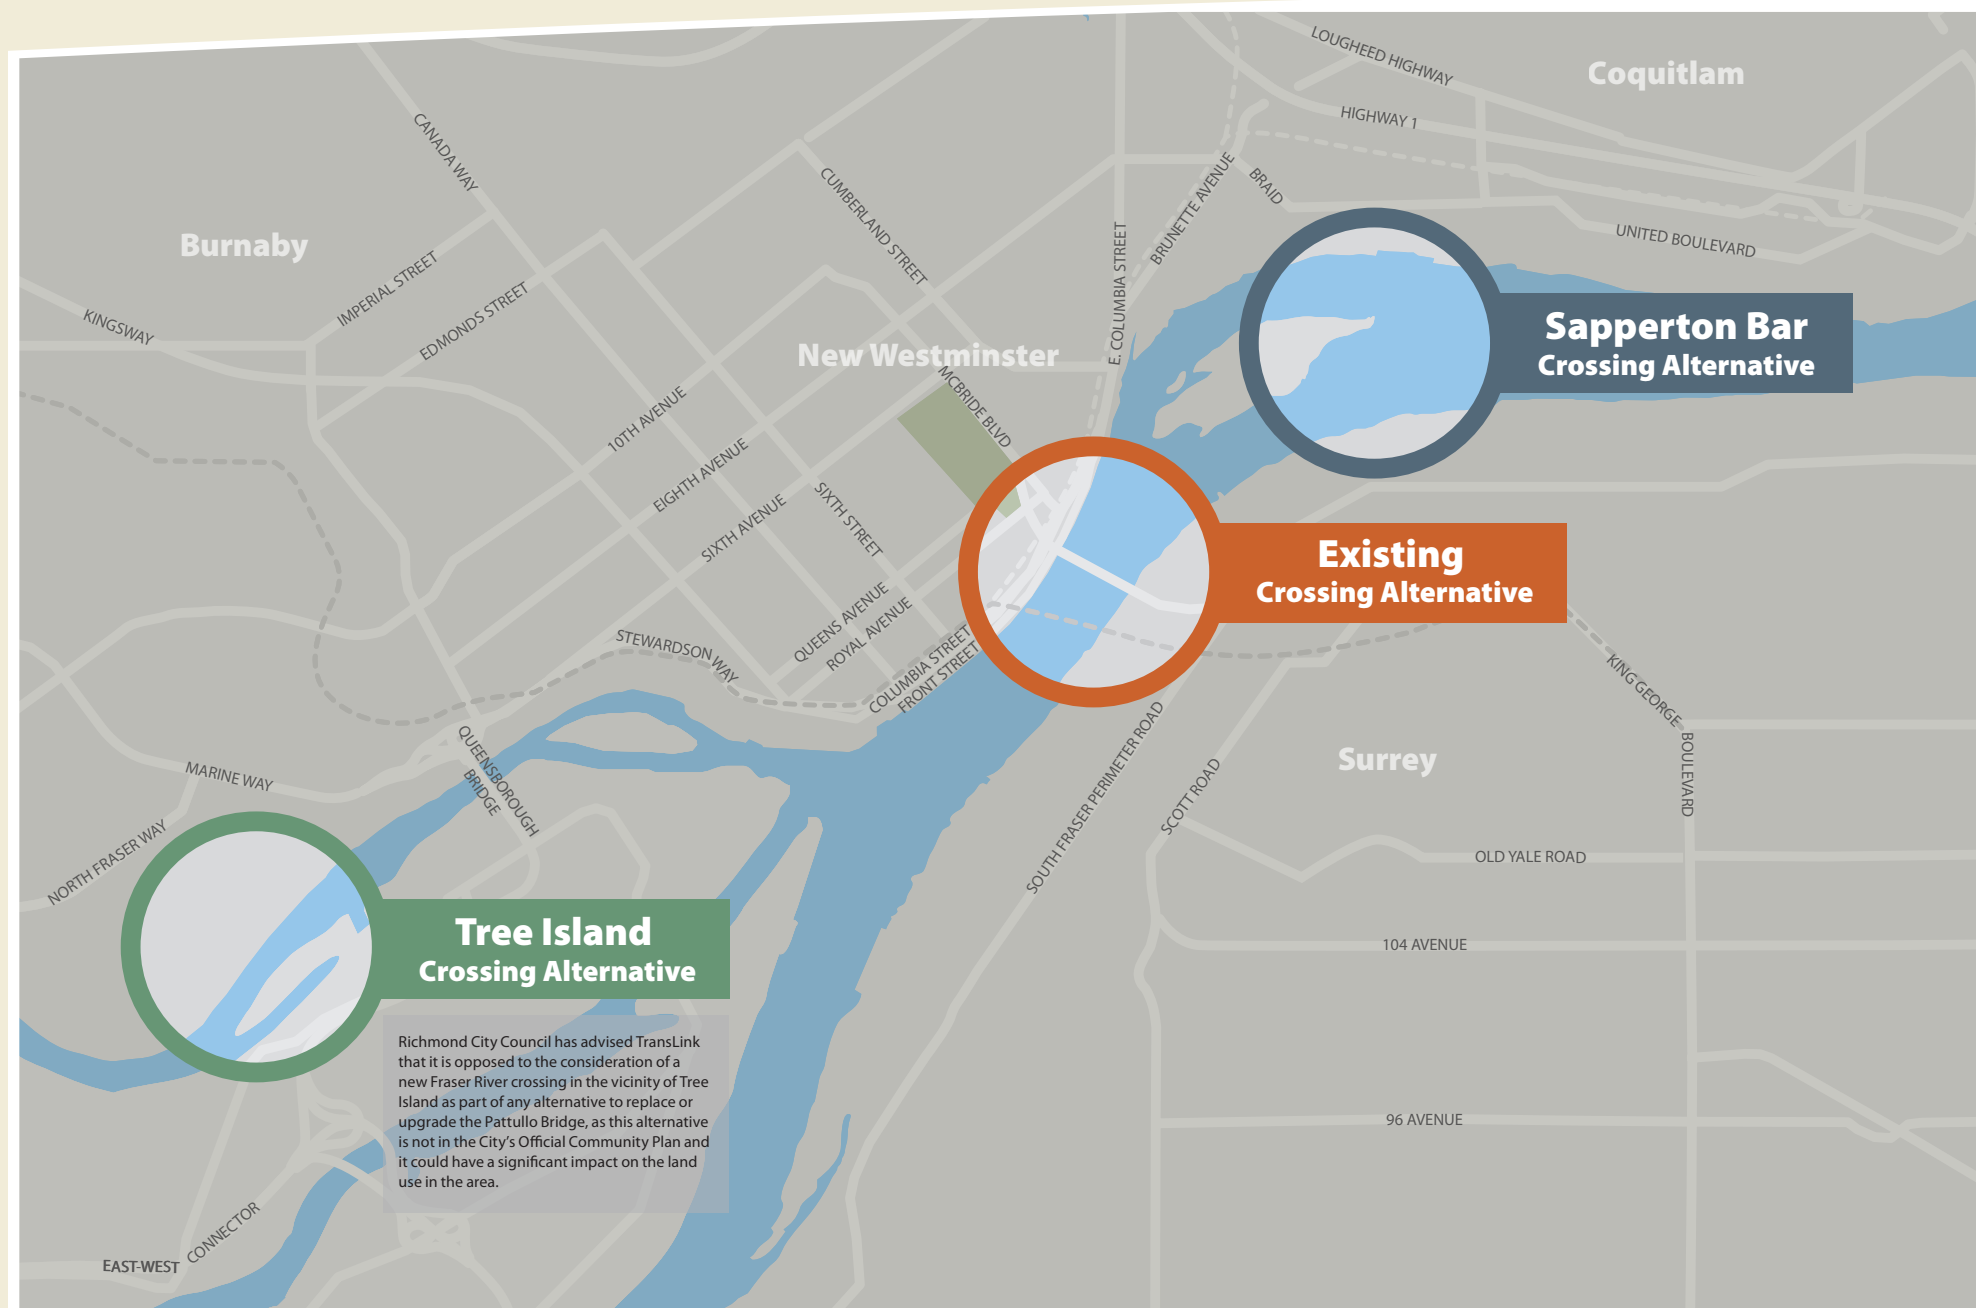 LOUGHEED HIGHWAY
Coquitlam
HIGHWAY 1
CANADA WAY
CUMBERLAND STREET
BRUNETTE AVENUE
BRAID
UNITED BOULEVARD
Burnaby
IMPERIAL STREET
EDMONDS STREET
KINGSWAY
E. COLUMBIA STREET
Sapperton Bar
Crossing Alternative
New Westminster
MCBRIDE BLVD
10TH AVENUE
EIGHTH AVENUE
SIXTH AVENUE
SIXTH STREET
Existing
Crossing Alternative
QUEENS AVENUE
ROYAL AVENUE
STEWARDSON WAY
COLUMBIA STREET
FRONT STREET
KING GEORGE
BOULEVARD
QUEENSBOROUGH
BRIDGE
MARINE WAY
NORTH FRASER WAY
SOUTH FRASER PERIMETER ROAD
SCOTT ROAD
Surrey
OLD YALE ROAD
Tree Island
Crossing Alternative
104 AVENUE
Richmond City Council has advised TransLink
that it is opposed to the consideration of a
new Fraser River crossing in the vicinity of Tree
Island as part of any alternative to replace or
upgrade the Pattullo Bridge, as this alternative
is not in the City’s Official Community Plan and
it could have a significant impact on the land
use in the area.
96 AVENUE
EAST-WEST CONNECTOR